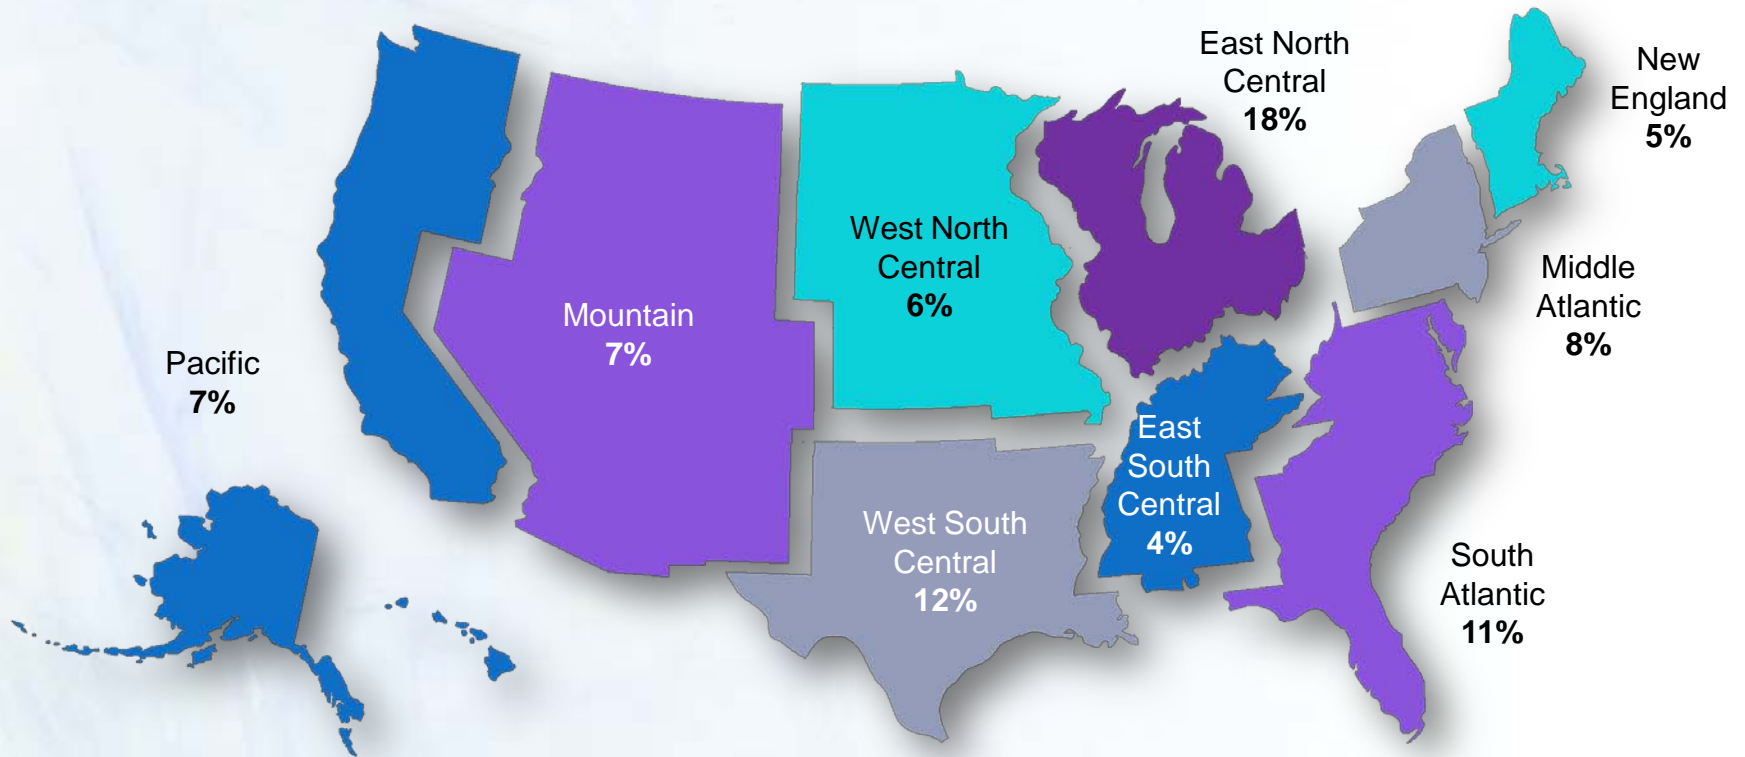 East North
Central
18%
New
England
5%
West North
Central
6%
Middle
Atlantic
8%
Mountain
7%
Pacific
7%
East
South
Central
4%
West South
Central
12%
South
Atlantic
11%